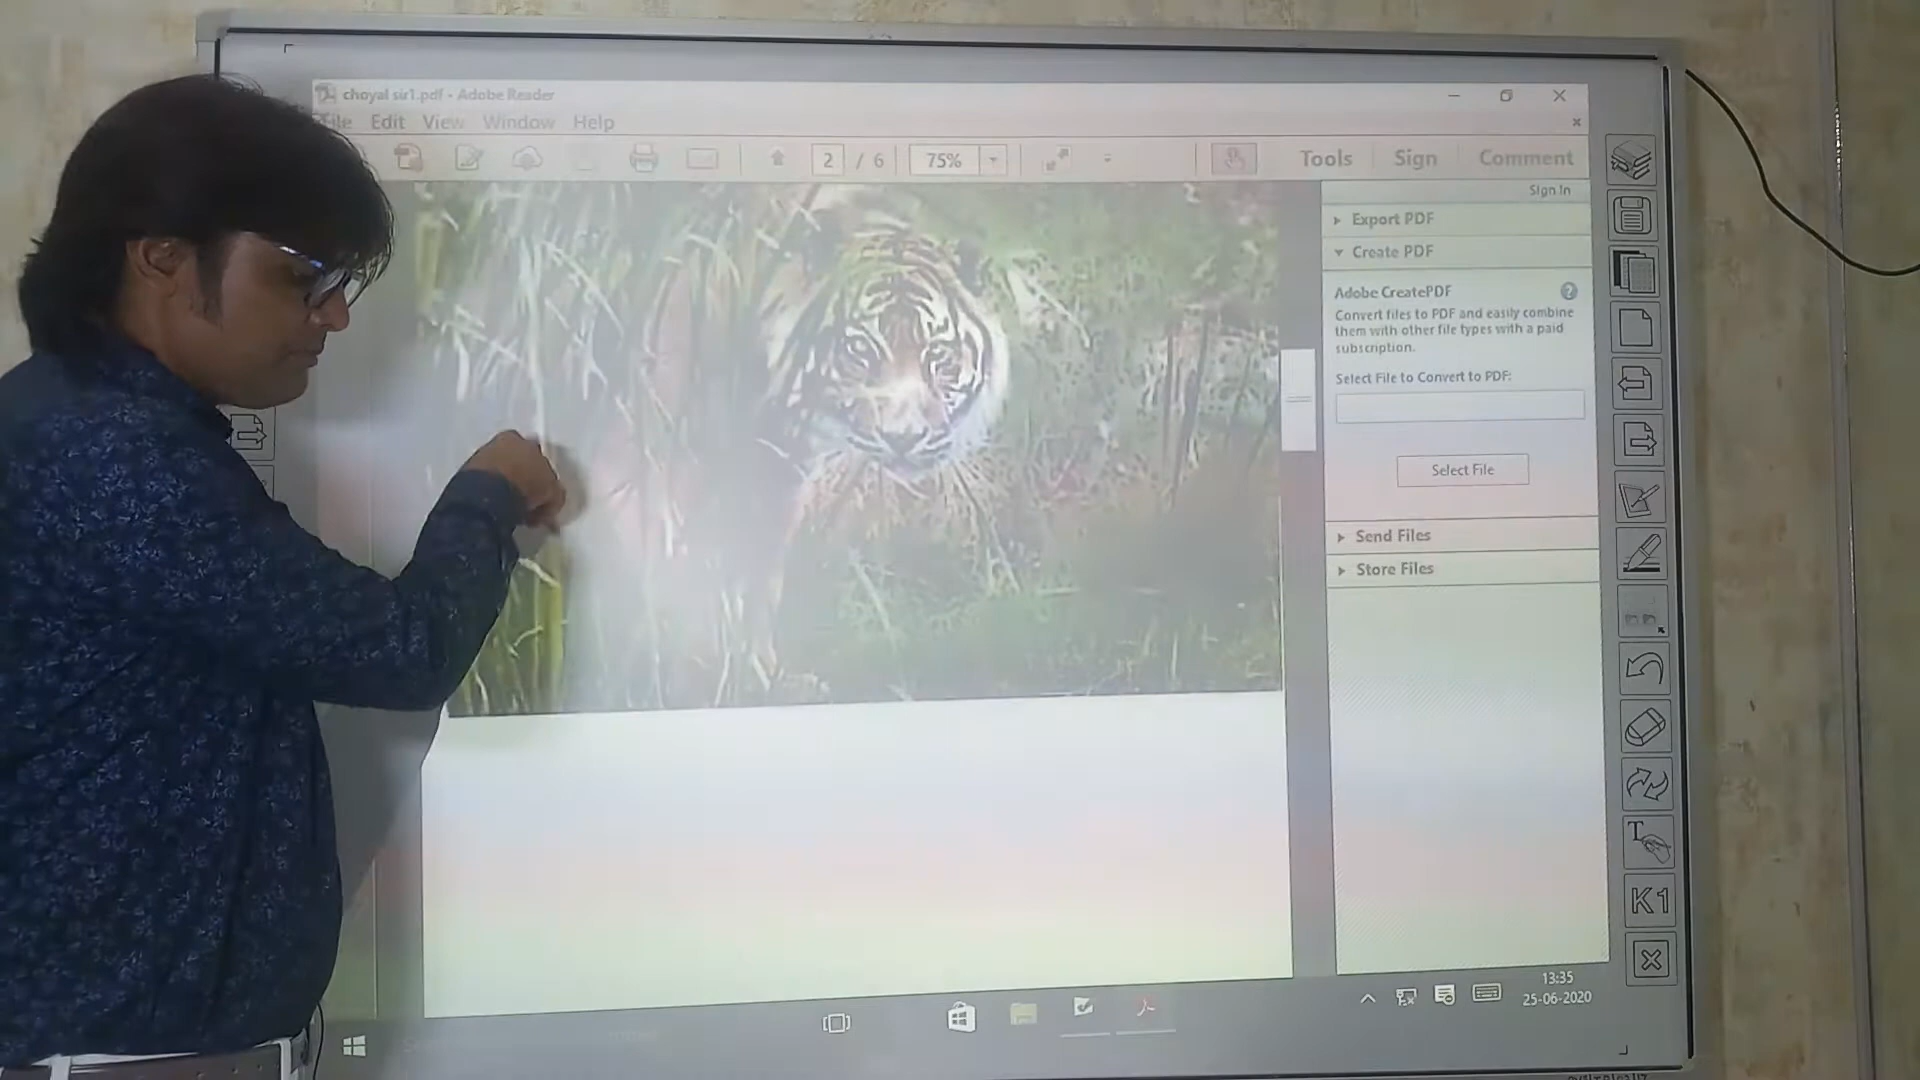 choyal sir1.pdf - Adobe Reader
File Edit View Window Help
2 / 6 75% Tools Sign Comment
Sign In
Export PDF
Create PDF
Adobe CreatePDF
Convert files to PDF and easily combine
them with other file types with a paid
subscription.
Select File to Convert to PDF:
Select File
Send Files
Store Files
T
K1
13:35
25-06-2020